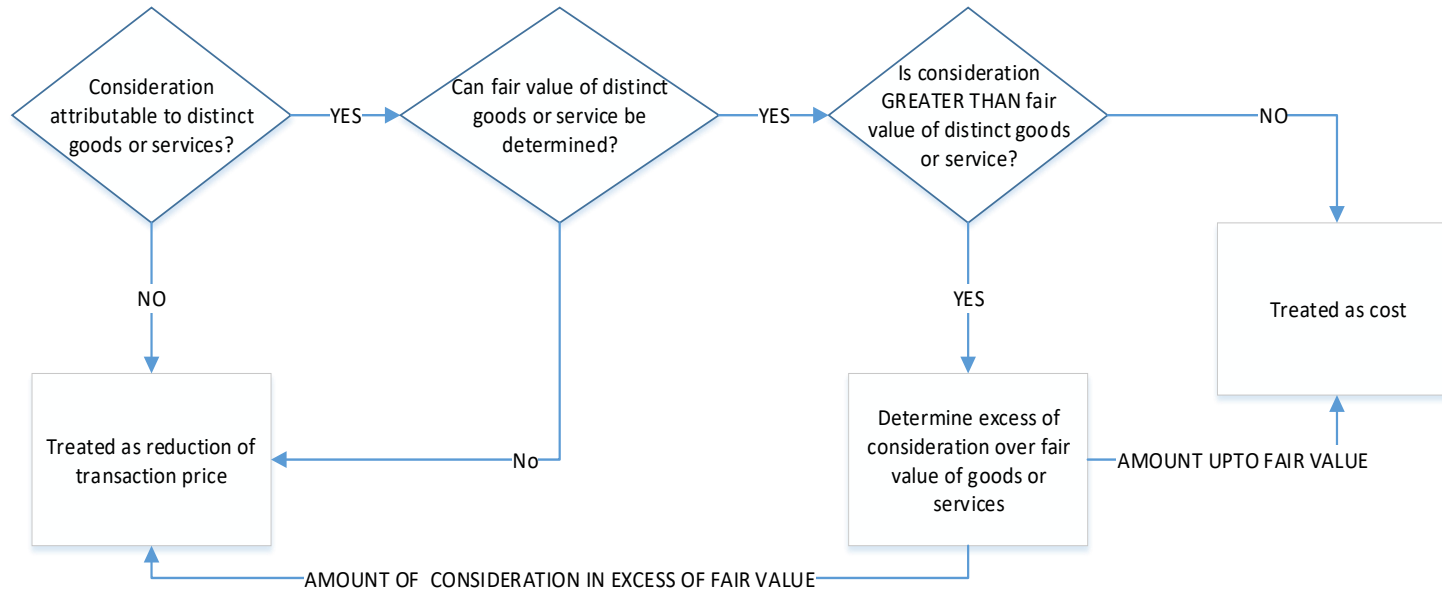 Consideration
attributable to distinct
goods or services?
YES
Can fair value of distinct
goods or service be
determined?
YES
Is consideration
GREATER THAN fair
value of distinct goods
or service?
NO
NO
YES
Treated as cost
Treated as reduction of
transaction price
No
Determine excess of
consideration over fair
value of goods or
services
AMOUNT UPTO FAIR VALUE
AMOUNT OF CONSIDERATION IN EXCESS OF FAIR VALUE